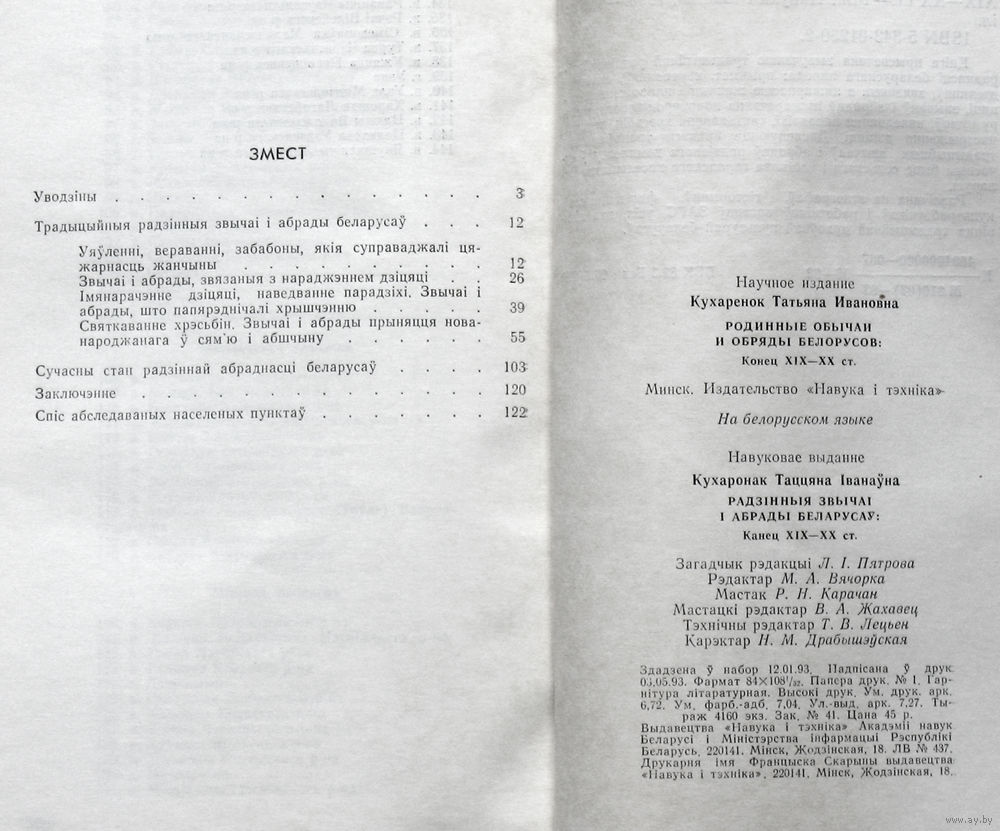 ЗМЕСТ
Уводзіны . . . . . . . . . . . . . . . . 3
Традыцыйныя радзінныя звычаі і абрады беларусаў . . . 12
Уяўленні, вераванні, забабоны, якія суправаджалі ця-
жарнасць жанчыны . . . . . . . . . . 12
Звычаі і абрады, звязаныя з нараджэннем дзіцяці . . 26
Імянарачэнне дзіцяці, наведванне парадзіхі. Звычаі і
абрады, што папярэднічалі хрышчэнню . . . . . 39
Святкаванне хрэсьбін. Звычаі і абрады прыняцця нова-
народжанага ў сям’ю і абшчыну . . . . . . 55
Сучасны стан радзіннай абраднасці беларусаў . . . . 103
Заключэнне . . . . . . . . . . . . . . . 120
Спіс абследаваных населеных пунктаў . . . . . . . 122
Научное издание
Кухаренок Татьяна Ивановна
РОДИННЫЕ ОБЫЧАИ
И ОБРЯДЫ БЕЛОРУСОВ:
Конец XIX—XX ст.
Минск. Издательство «Навука і тэхніка»
На белорусском языке
Навуковае выданне
Кухаронак Таццяна Іванаўна
РАДЗІННЫЯ ЗВЫЧАІ
І АБРАДЫ БЕЛАРУСАЎ:
Канец XIX—XX ст.
Загадчык рэдакцыі Л. І. Пятрова
Рэдактар М. А. Вячорка
Мастак Р. Н. Карачан
Мастацкі рэдактар В. А. Жахавец
Тэхнічны рэдактар Т. В. Лецьен
Карэктар Н. М. Драбышэўская
Здадзена ў набор 12.01.93. Падпісана ў друк
03.05.93. Фармат 84×108¹/₃₂. Папера друк. № 1. Гар-
нітура літаратурная. Высокі друк. Ум. друк. арк.
6,72. Ум. фарб.-адб. 7,04. Ул.-выд. арк. 7,27. Ты-
раж 4160 экз. Зак. № 41. Цана 45 р.
Выдавецтва «Навука і тэхніка» Акадэміі навук
Беларусі і Міністэрства інфармацыі Рэспублікі
Беларусь. 220141. Мінск, Жодзінская, 18. ЛВ № 437.
Друкарня імя Францыска Скарыны выдавецтва
«Навука і тэхніка». 220141. Мінск, Жодзінская, 18.
www.ay.by